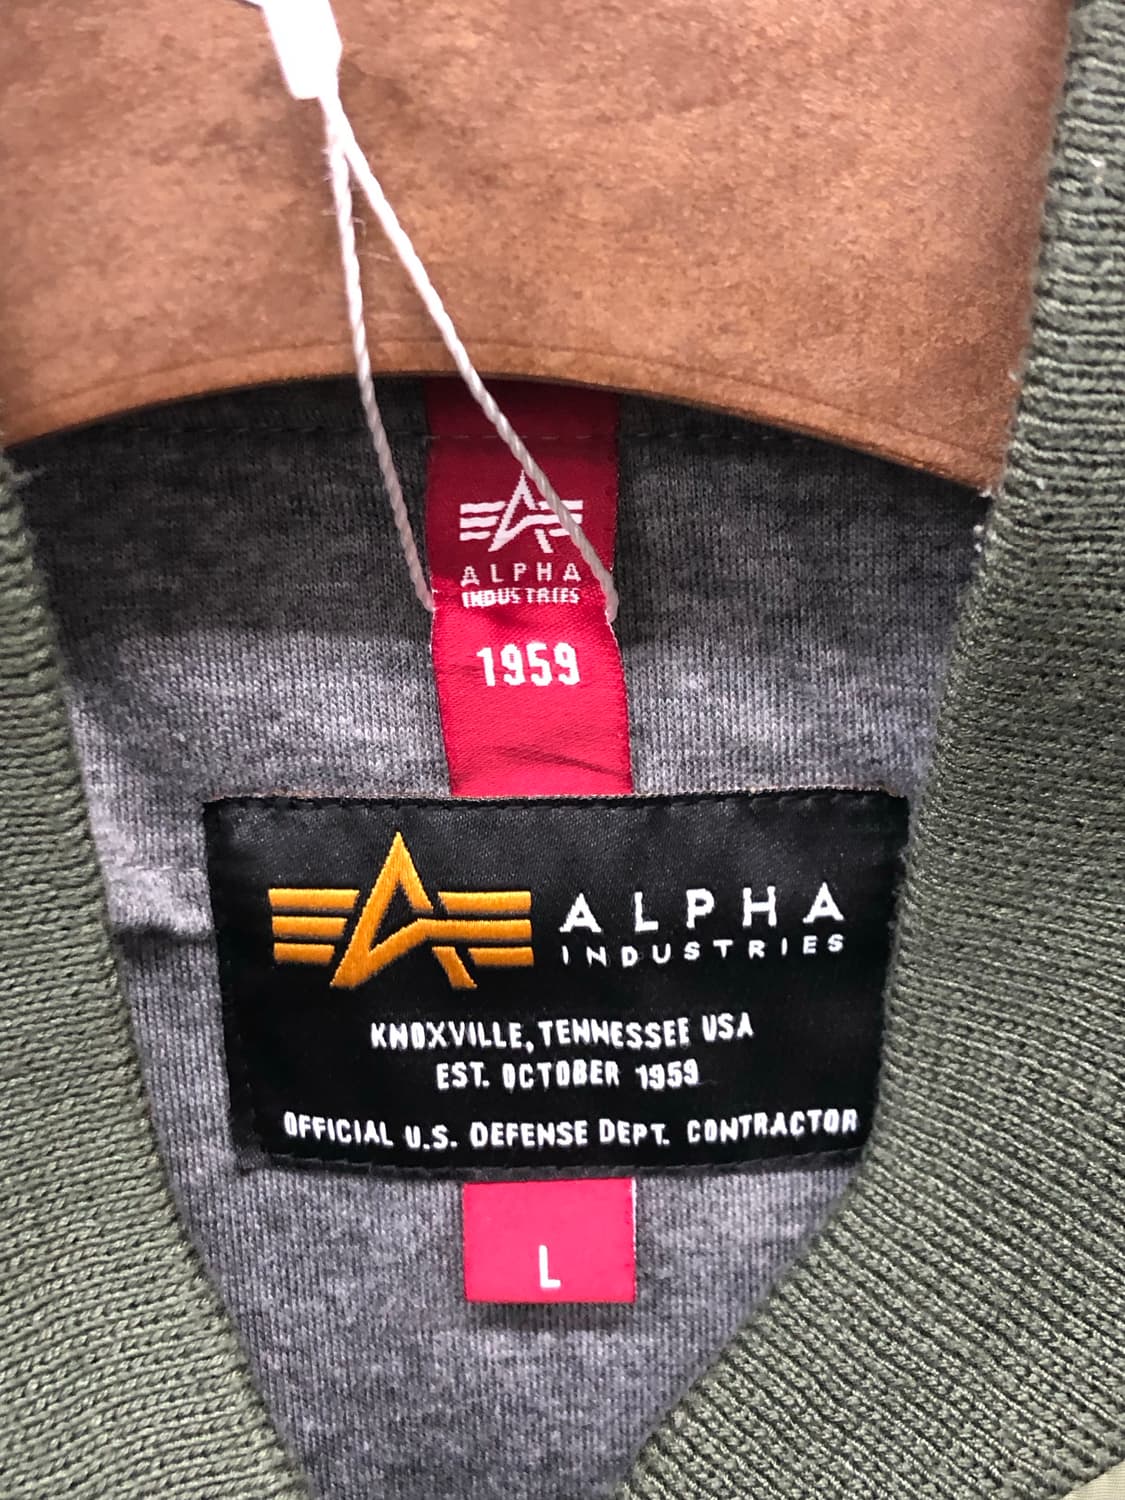 ALPHA
INDUSTRIES
1959
ALPHA
INDUSTRIES
KNOXVILLE, TENNESSEE USA
EST. OCTOBER 1959
OFFICIAL U.S. DEFENSE DEPT. CONTRACTOR
L